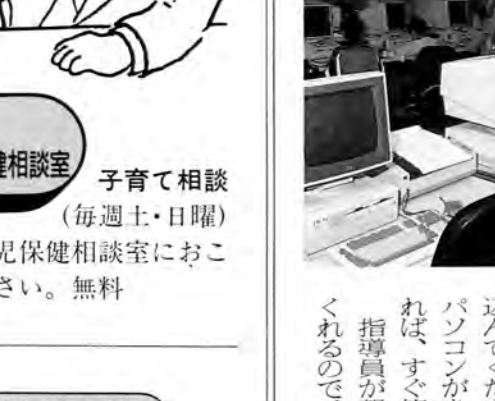 健相談室
子育て相談
(毎週土・日曜)
児保健相談室におこ
さい。無料
込んでくだ
パソコンが
れば、すぐ
指導員が
くれるので